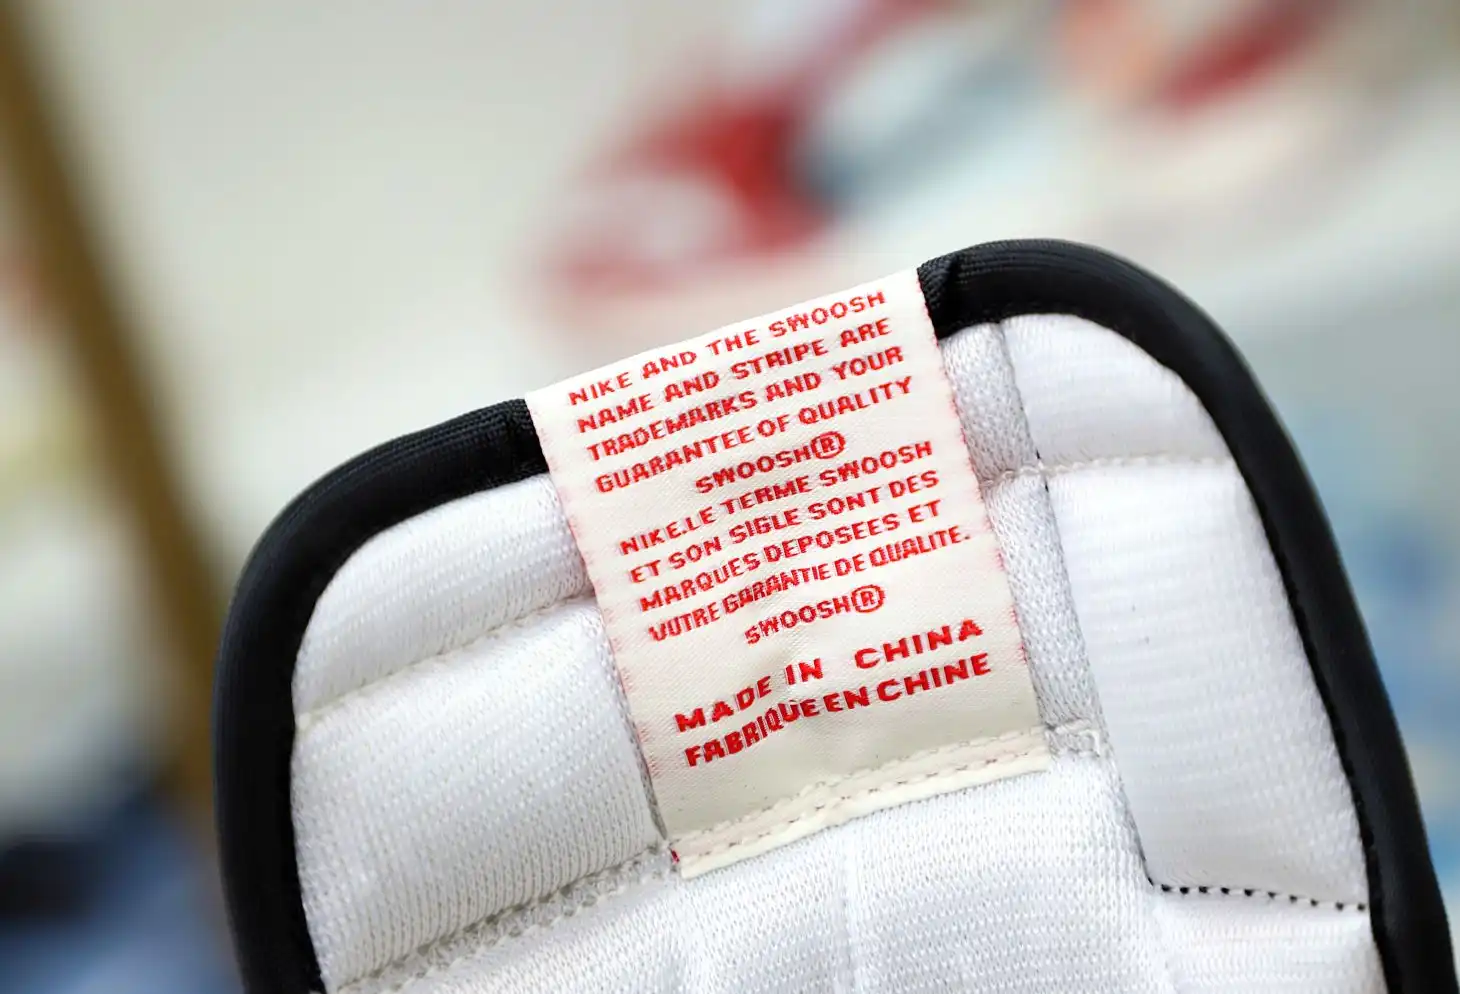 NIKE AND THE SWOOSH
NAME AND STRIPE ARE
TRADEMARKS AND YOUR
GUARANTEE OF QUALITY
SWOOSH®
NIKE.LE TERME SWOOSH
ET SON SIGLE SONT DES
MARQUES DEPOSEES ET
VOTRE GARANTIE DE QUALITE.
SWOOSH®
MADE IN CHINA
FABRIQUE EN CHINE